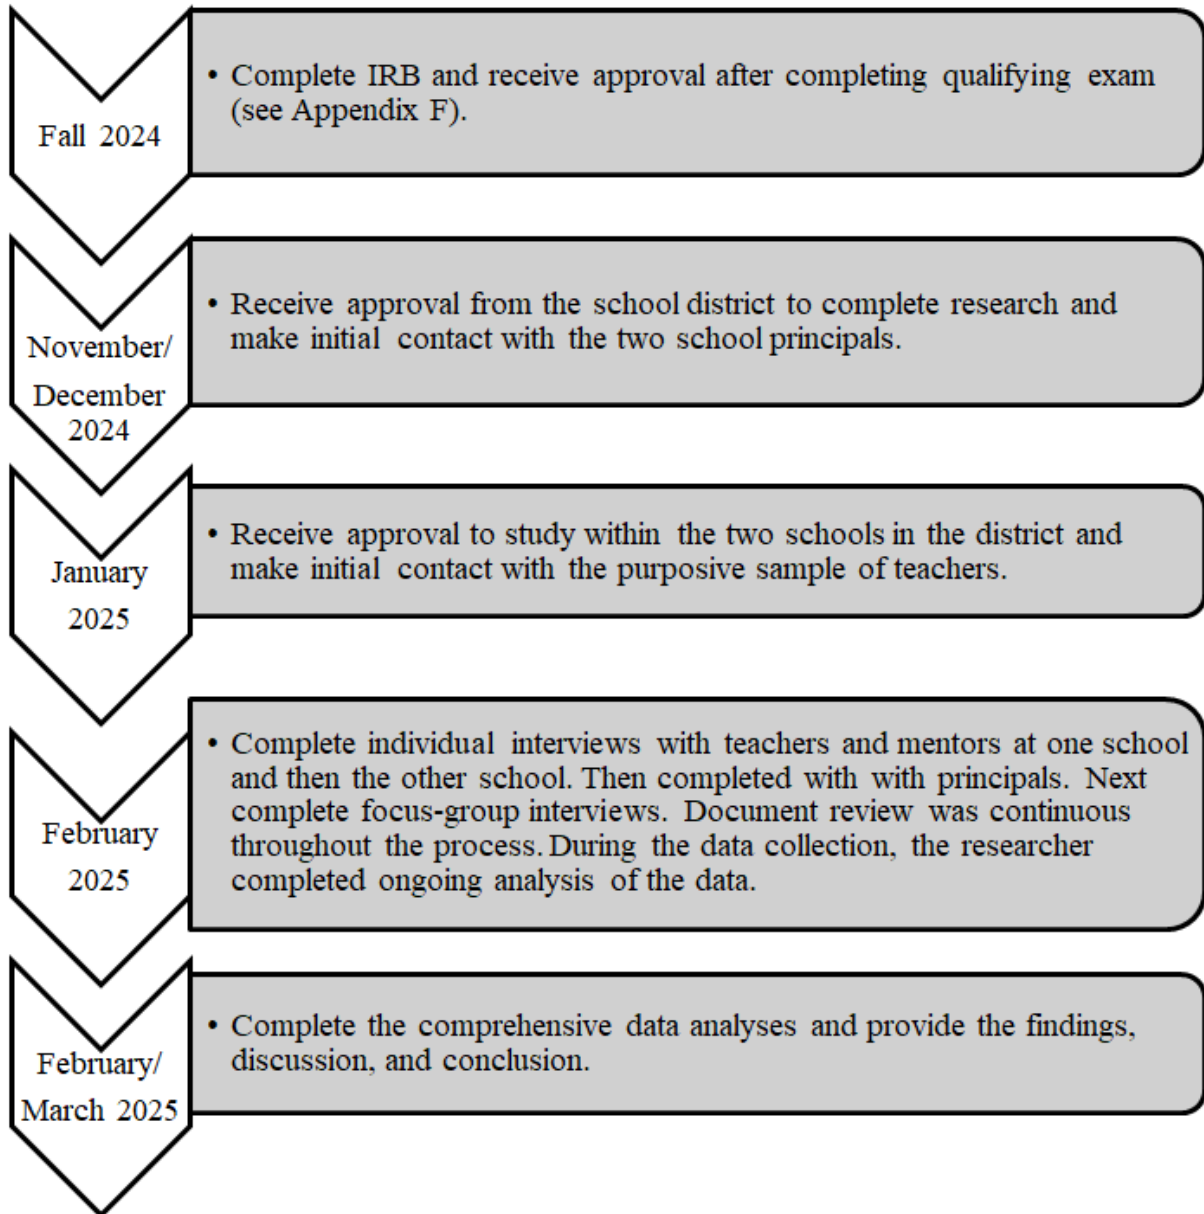 Fall 2024
• Complete IRB and receive approval after completing qualifying exam
(see Appendix F).
November/
December
2024
• Receive approval from the school district to complete research and
make initial contact with the two school principals.
January
2025
• Receive approval to study within the two schools in the district and
make initial contact with the purposive sample of teachers.
February
2025
• Complete individual interviews with teachers and mentors at one school
and then the other school. Then completed with with principals. Next
complete focus-group interviews. Document review was continuous
throughout the process. During the data collection, the researcher
completed ongoing analysis of the data.
February/
March 2025
• Complete the comprehensive data analyses and provide the findings,
discussion, and conclusion.